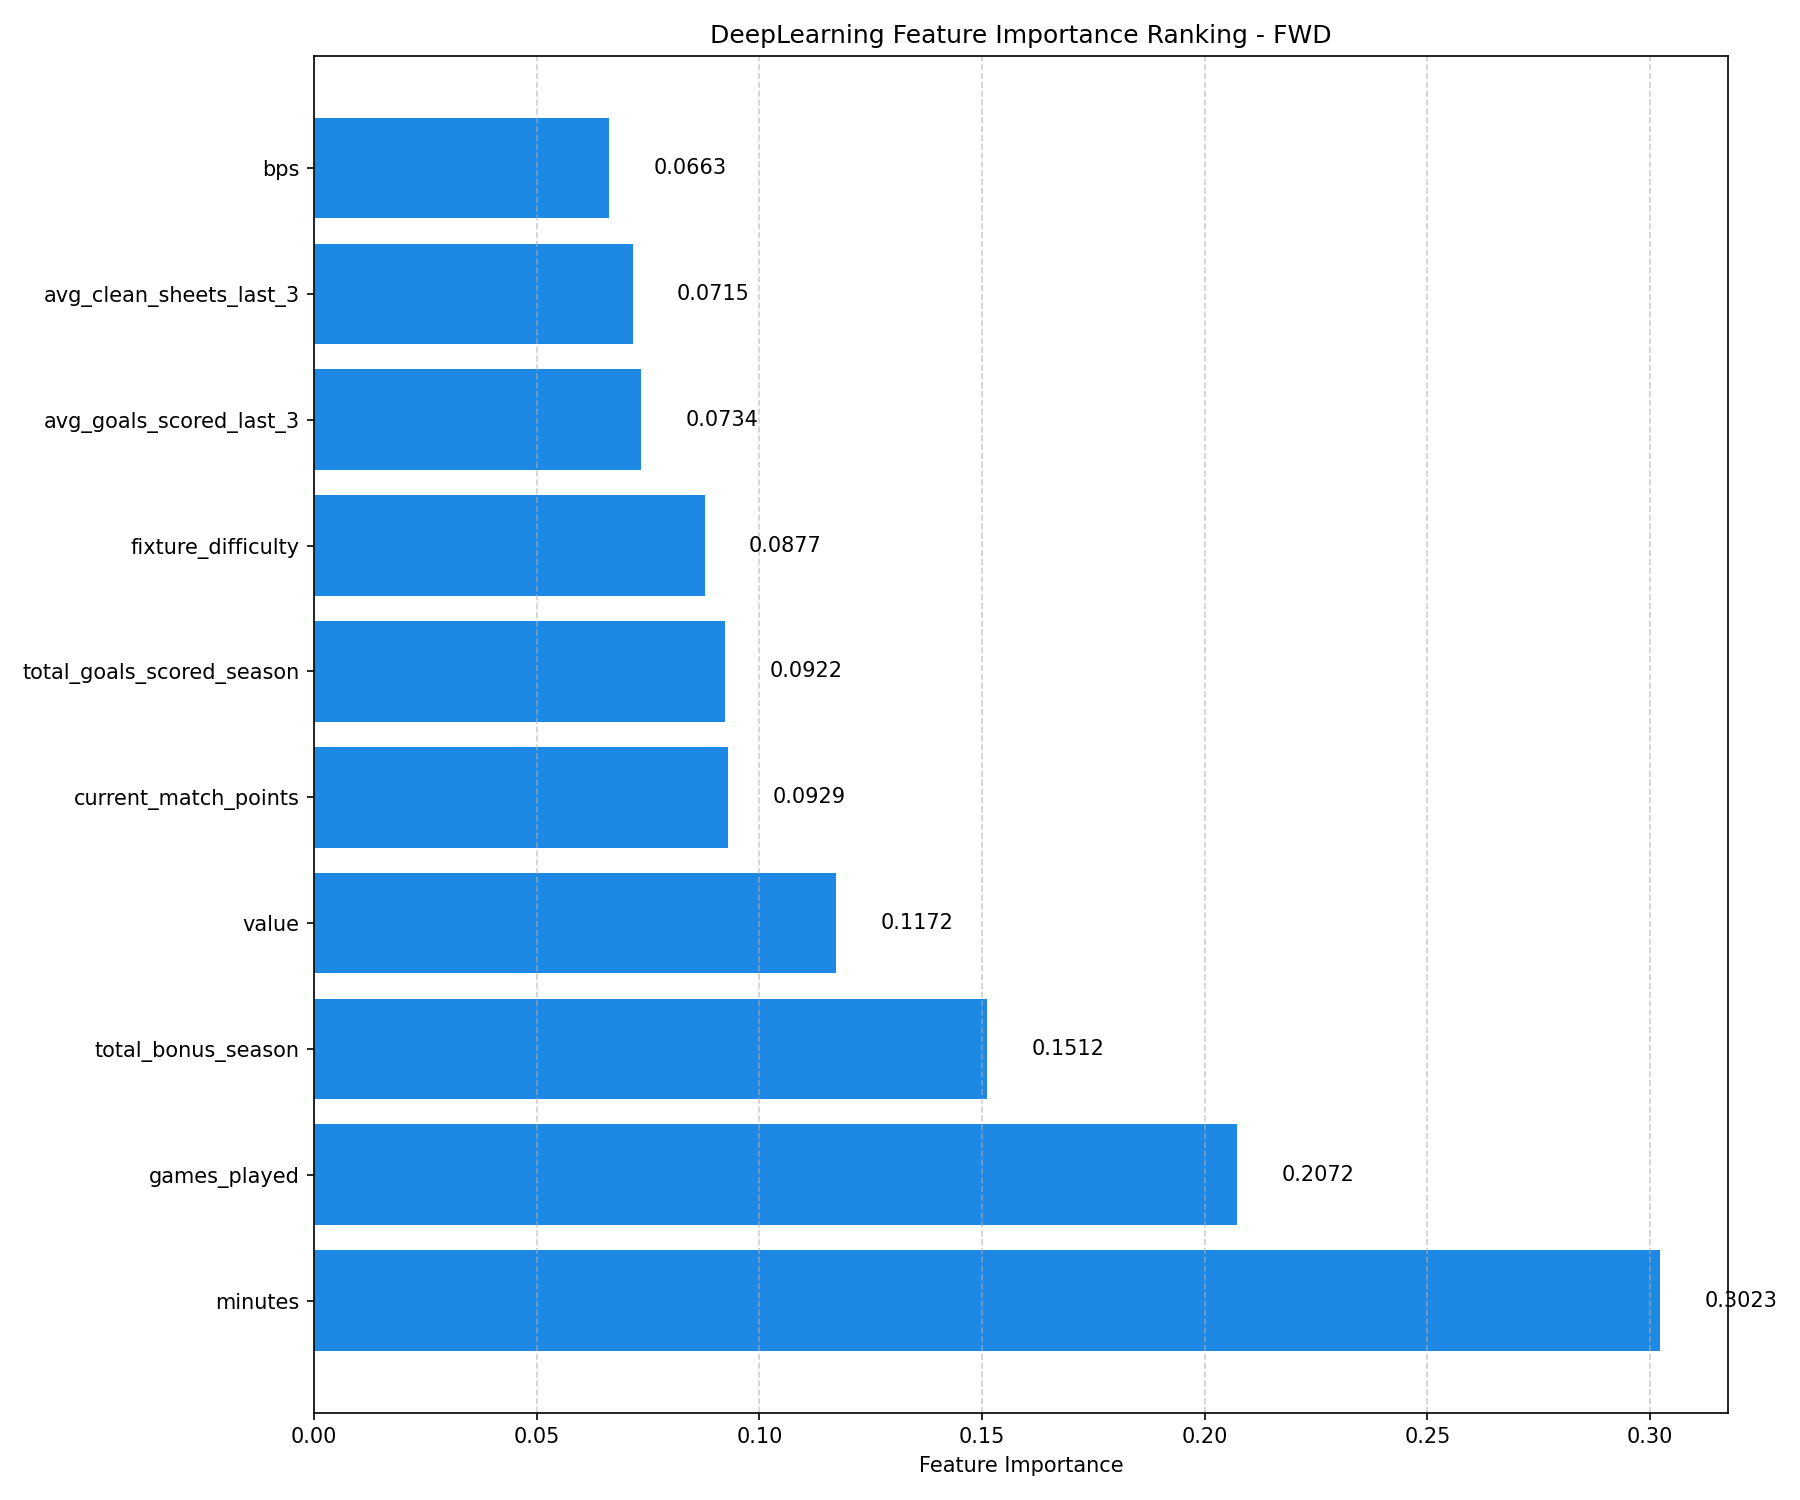 DeepLearning Feature Importance Ranking - FWD
bps 0.0663
avg_clean_sheets_last_3 0.0715
avg_goals_scored_last_3 0.0734
fixture_difficulty 0.0877
total_goals_scored_season 0.0922
current_match_points 0.0929
value 0.1172
total_bonus_season 0.1512
games_played 0.2072
minutes 0.3023
0.00 0.05 0.10 0.15 0.20 0.25 0.30
Feature Importance